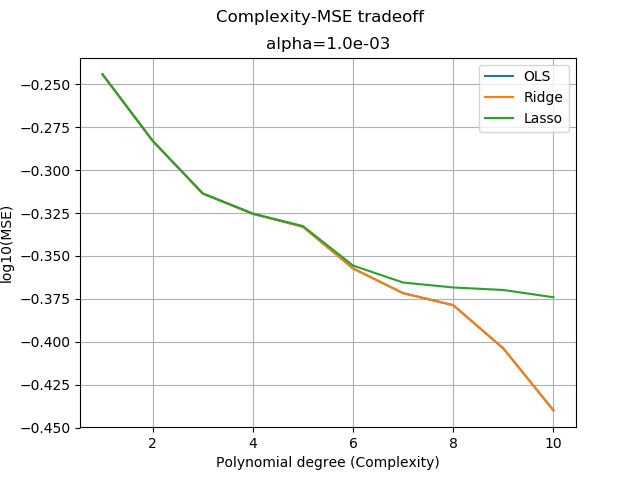 Complexity-MSE tradeoff
alpha=1.0e-03
OLS
Ridge
Lasso
log10(MSE)
−0.250
−0.275
−0.300
−0.325
−0.350
−0.375
−0.400
−0.425
−0.450
2 4 6 8 10
Polynomial degree (Complexity)